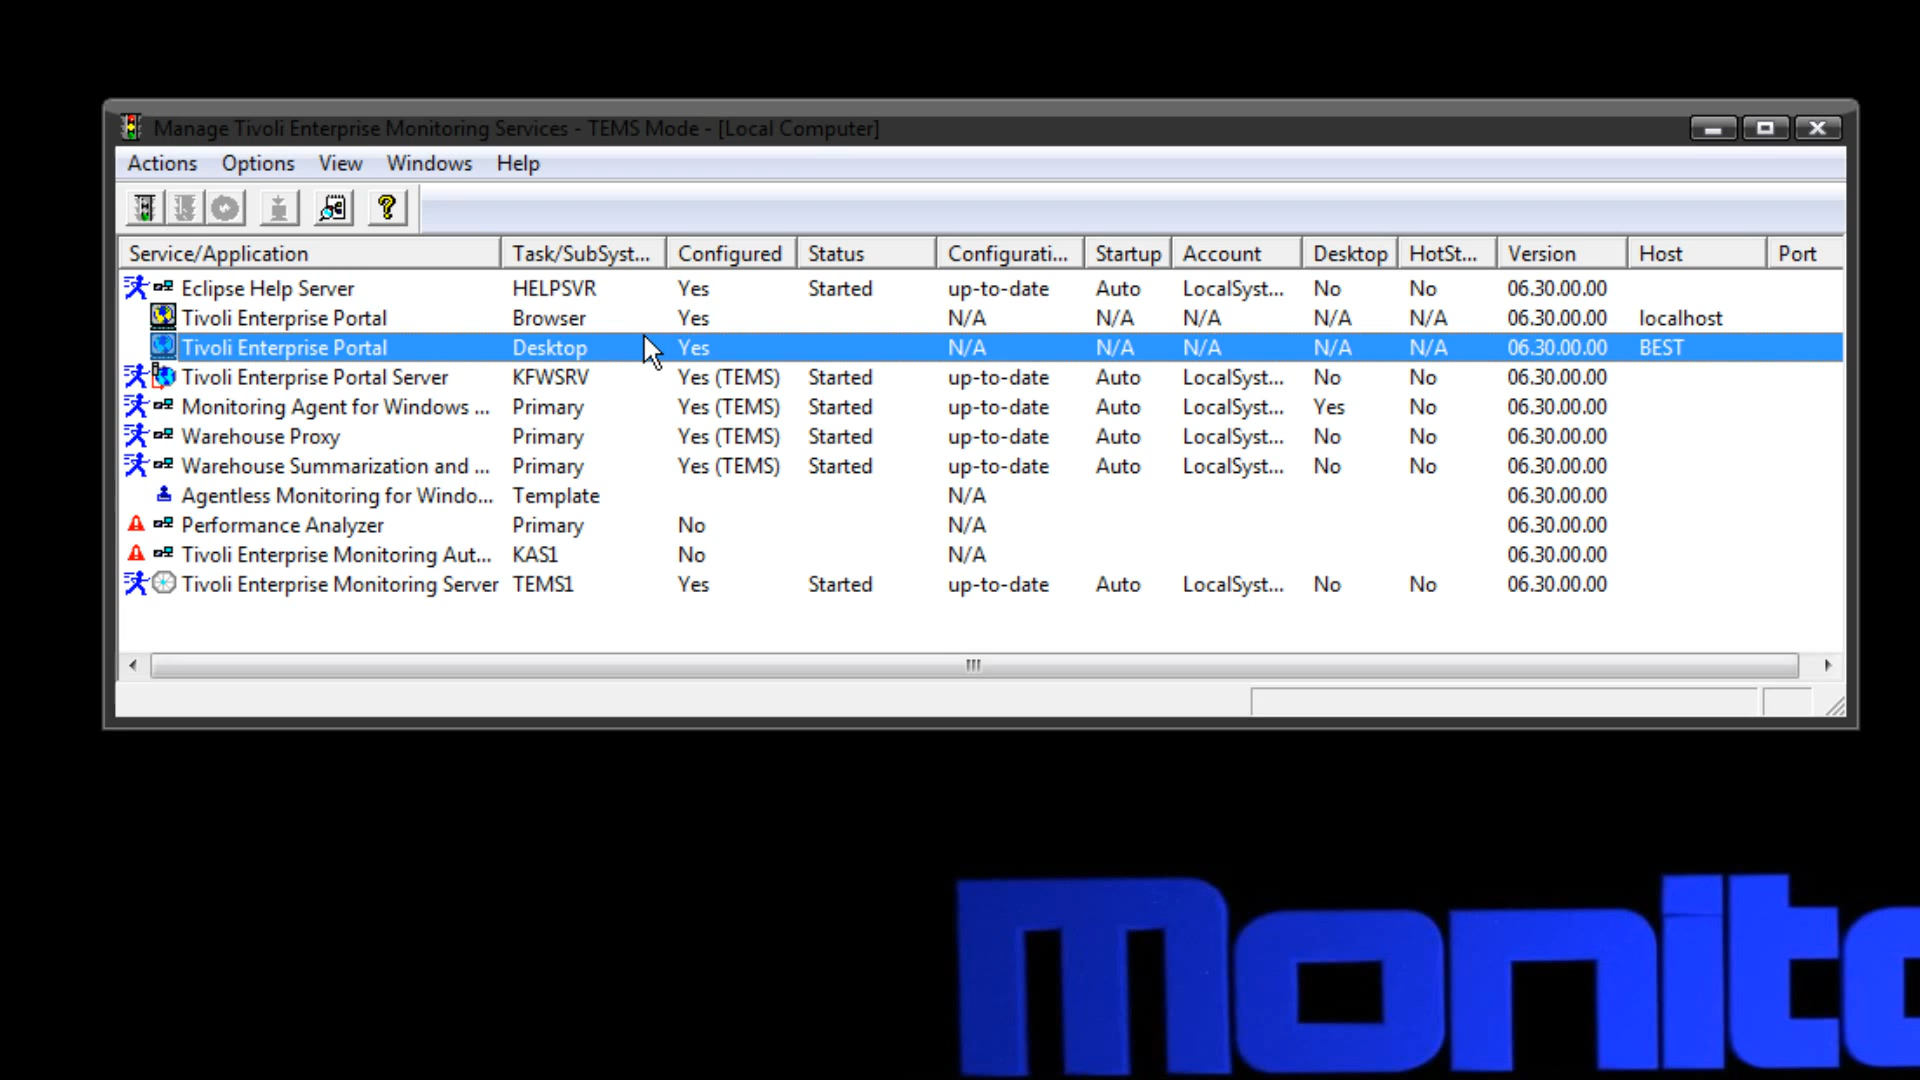 Manage Tivoli Enterprise Monitoring Services - TEMS Mode - [Local Computer]
Actions Options View Windows Help
Service/Application Task/SubSyst... Configured Status Configurati... Startup Account Desktop HotSt... Version Host Port
Eclipse Help Server HELPSVR Yes Started up-to-date Auto LocalSyst... No No 06.30.00.00
Tivoli Enterprise Portal Browser Yes N/A N/A N/A N/A N/A 06.30.00.00 localhost
Tivoli Enterprise Portal Desktop Yes N/A N/A N/A N/A N/A 06.30.00.00 BEST
Tivoli Enterprise Portal Server KFWSRV Yes (TEMS) Started up-to-date Auto LocalSyst... No No 06.30.00.00
Monitoring Agent for Windows ... Primary Yes (TEMS) Started up-to-date Auto LocalSyst... Yes No 06.30.00.00
Warehouse Proxy Primary Yes (TEMS) Started up-to-date Auto LocalSyst... No No 06.30.00.00
Warehouse Summarization and ... Primary Yes (TEMS) Started up-to-date Auto LocalSyst... No No 06.30.00.00
Agentless Monitoring for Windo... Template N/A 06.30.00.00
Performance Analyzer Primary No N/A 06.30.00.00
Tivoli Enterprise Monitoring Aut... KAS1 No N/A 06.30.00.00
Tivoli Enterprise Monitoring Server TEMS1 Yes Started up-to-date Auto LocalSyst... No No 06.30.00.00
Monito